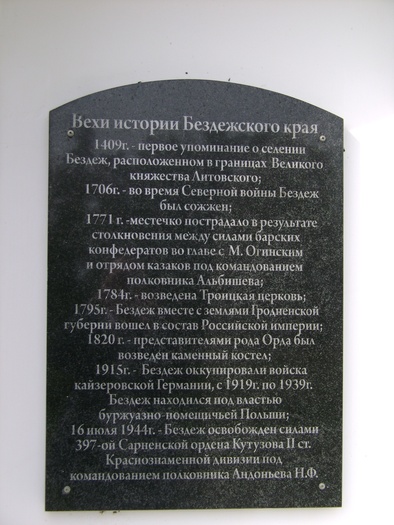 Вехи истории Бездежского края
1409г. - первое упоминание о селении
Бездеж, расположенном в границах Великого
княжества Литовского;
1706г. - во время Северной войны Бездеж
был сожжен;
1771 г. -местечко пострадало в результате
столкновения между силами барских
конфедератов во главе с М. Огинским
и отрядом казаков под командованием
полковника Албышева;
1784г. - возведена Троицкая церковь;
1795г. - Бездеж вместе с землями Гродненской
губернии вошел в состав Российской империи;
1820 г. - представителями рода Орда был
возведен каменный костел;
1915г. - Бездеж оккупировали войска
кайзеровской Германии, с 1919г. по 1939г.
Бездеж находился под властью
буржуазно-помещичьей Польши;
16 июля 1944г. - Бездеж освобожден силами
397-ой Сарненской ордена Кутузова II ст.
Краснознаменной дивизии под
командованием полковника Андоньева Н.Ф.